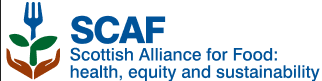 SCAF
Scottish Alliance for Food:
health, equity and sustainability